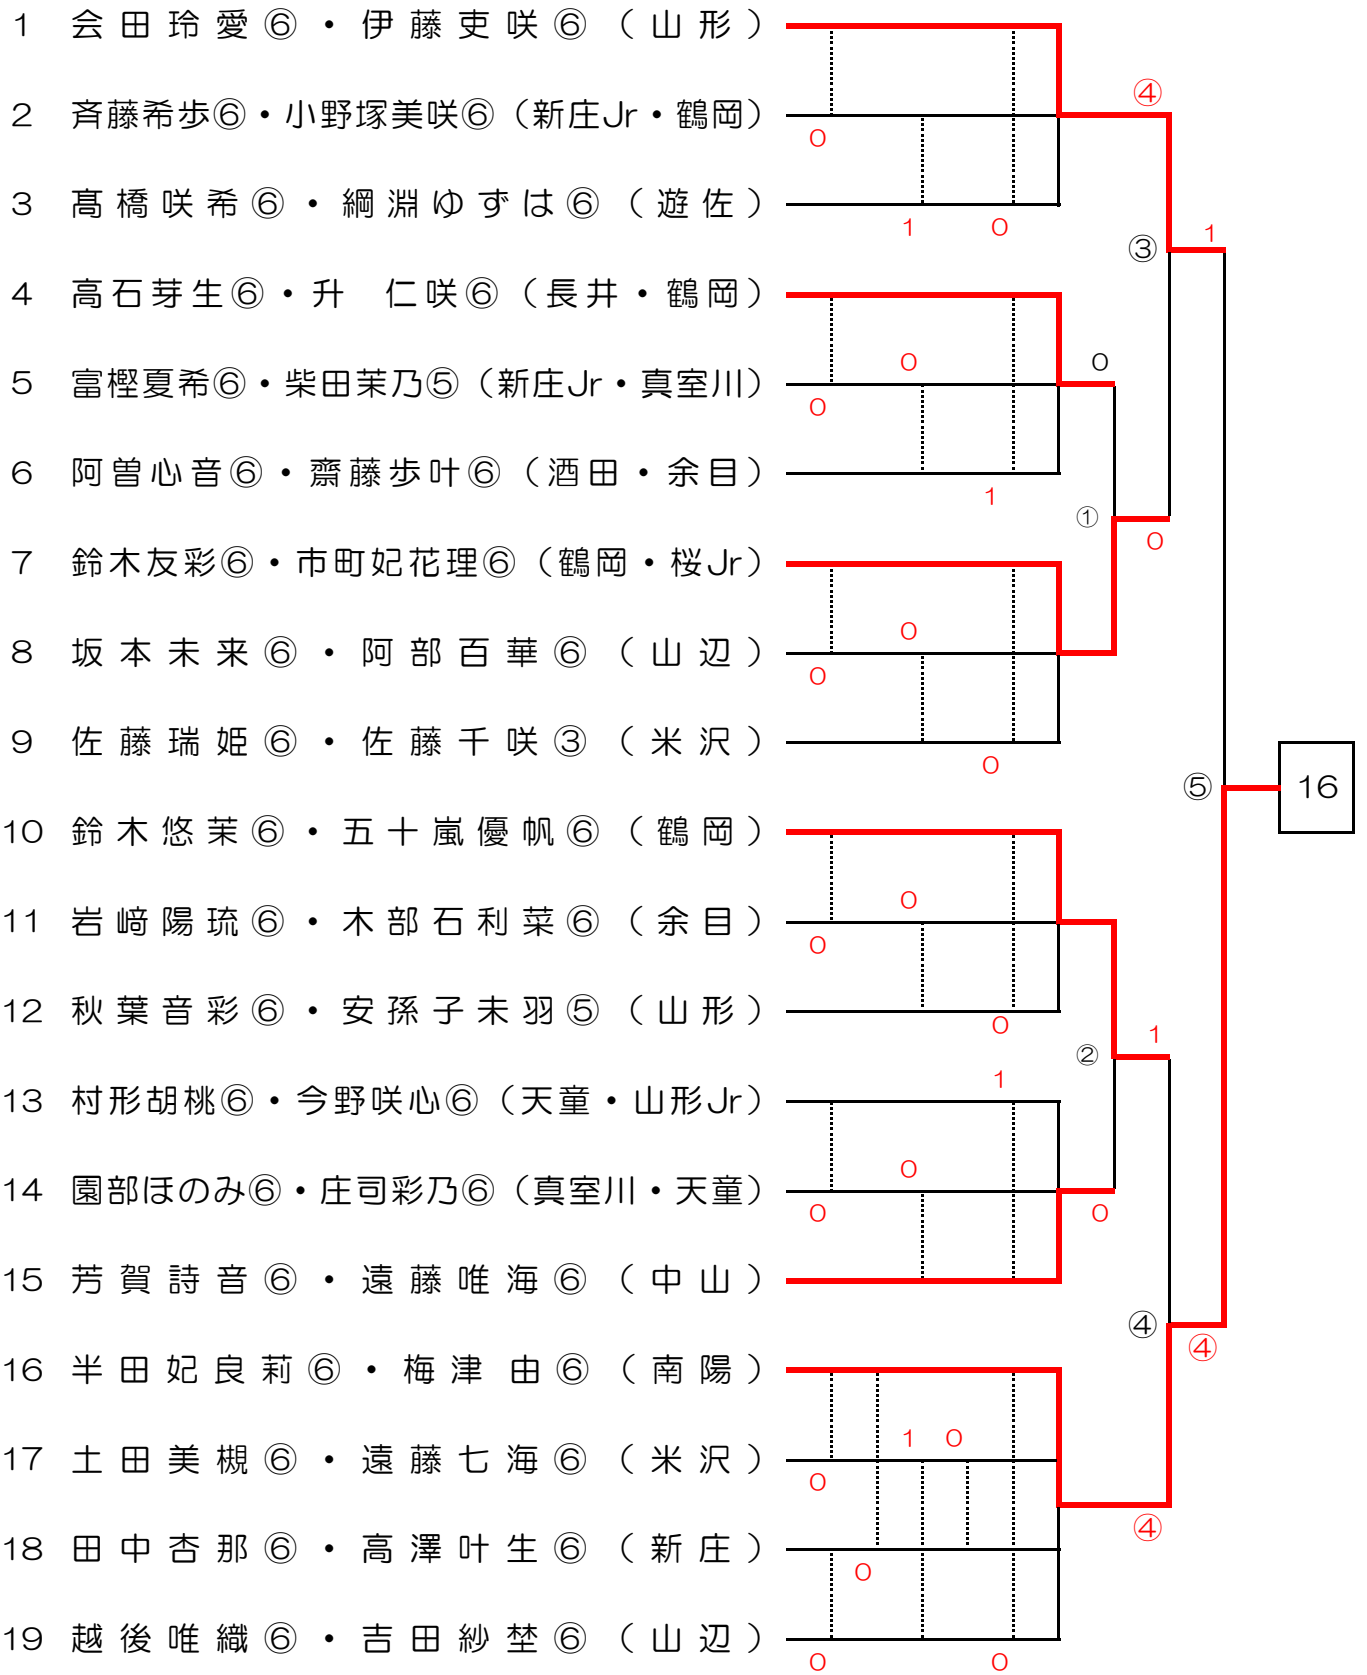 1 会田玲愛⑥・伊藤吏咲⑥（山形）
④
2 斉藤希歩⑥・小野塚美咲⑥（新庄Jr・鶴岡）
0
3 髙橋咲希⑥・綱淵ゆずは⑥（遊佐）
1 0
③ 1
4 高石芽生⑥・升　仁咲⑥（長井・鶴岡）
0 0
5 富樫夏希⑥・柴田茉乃⑤（新庄Jr・真室川）
0
6 阿曽心音⑥・齋藤歩叶⑥（酒田・余目）
1
① 0
7 鈴木友彩⑥・市町妃花理⑥（鶴岡・桜Jr）
0
8 坂本未来⑥・阿部百華⑥（山辺）
0
9 佐藤瑞姫⑥・佐藤千咲③（米沢）
0
⑤ 16
10 鈴木悠茉⑥・五十嵐優帆⑥（鶴岡）
0
11 岩﨑陽琉⑥・木部石利菜⑥（余目）
0
12 秋葉音彩⑥・安孫子未羽⑤（山形）
0
② 1
1
13 村形胡桃⑥・今野咲心⑥（天童・山形Jr）
0
14 園部ほのみ⑥・庄司彩乃⑥（真室川・天童）
0 0
15 芳賀詩音⑥・遠藤唯海⑥（中山）
④ ④
16 半田妃良莉⑥・梅津由⑥（南陽）
1 0
17 土田美槻⑥・遠藤七海⑥（米沢）
0
④
18 田中杏那⑥・高澤叶生⑥（新庄）
0
19 越後唯織⑥・吉田紗埜⑥（山辺）
0 0